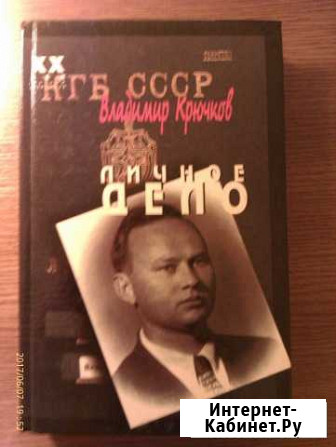 XX
КГБ СССР
Владимир Крючков
ЛИЧНОЕ
ДЕЛО
2017/06/07 19:52
Интернет-
Кабинет.Ру